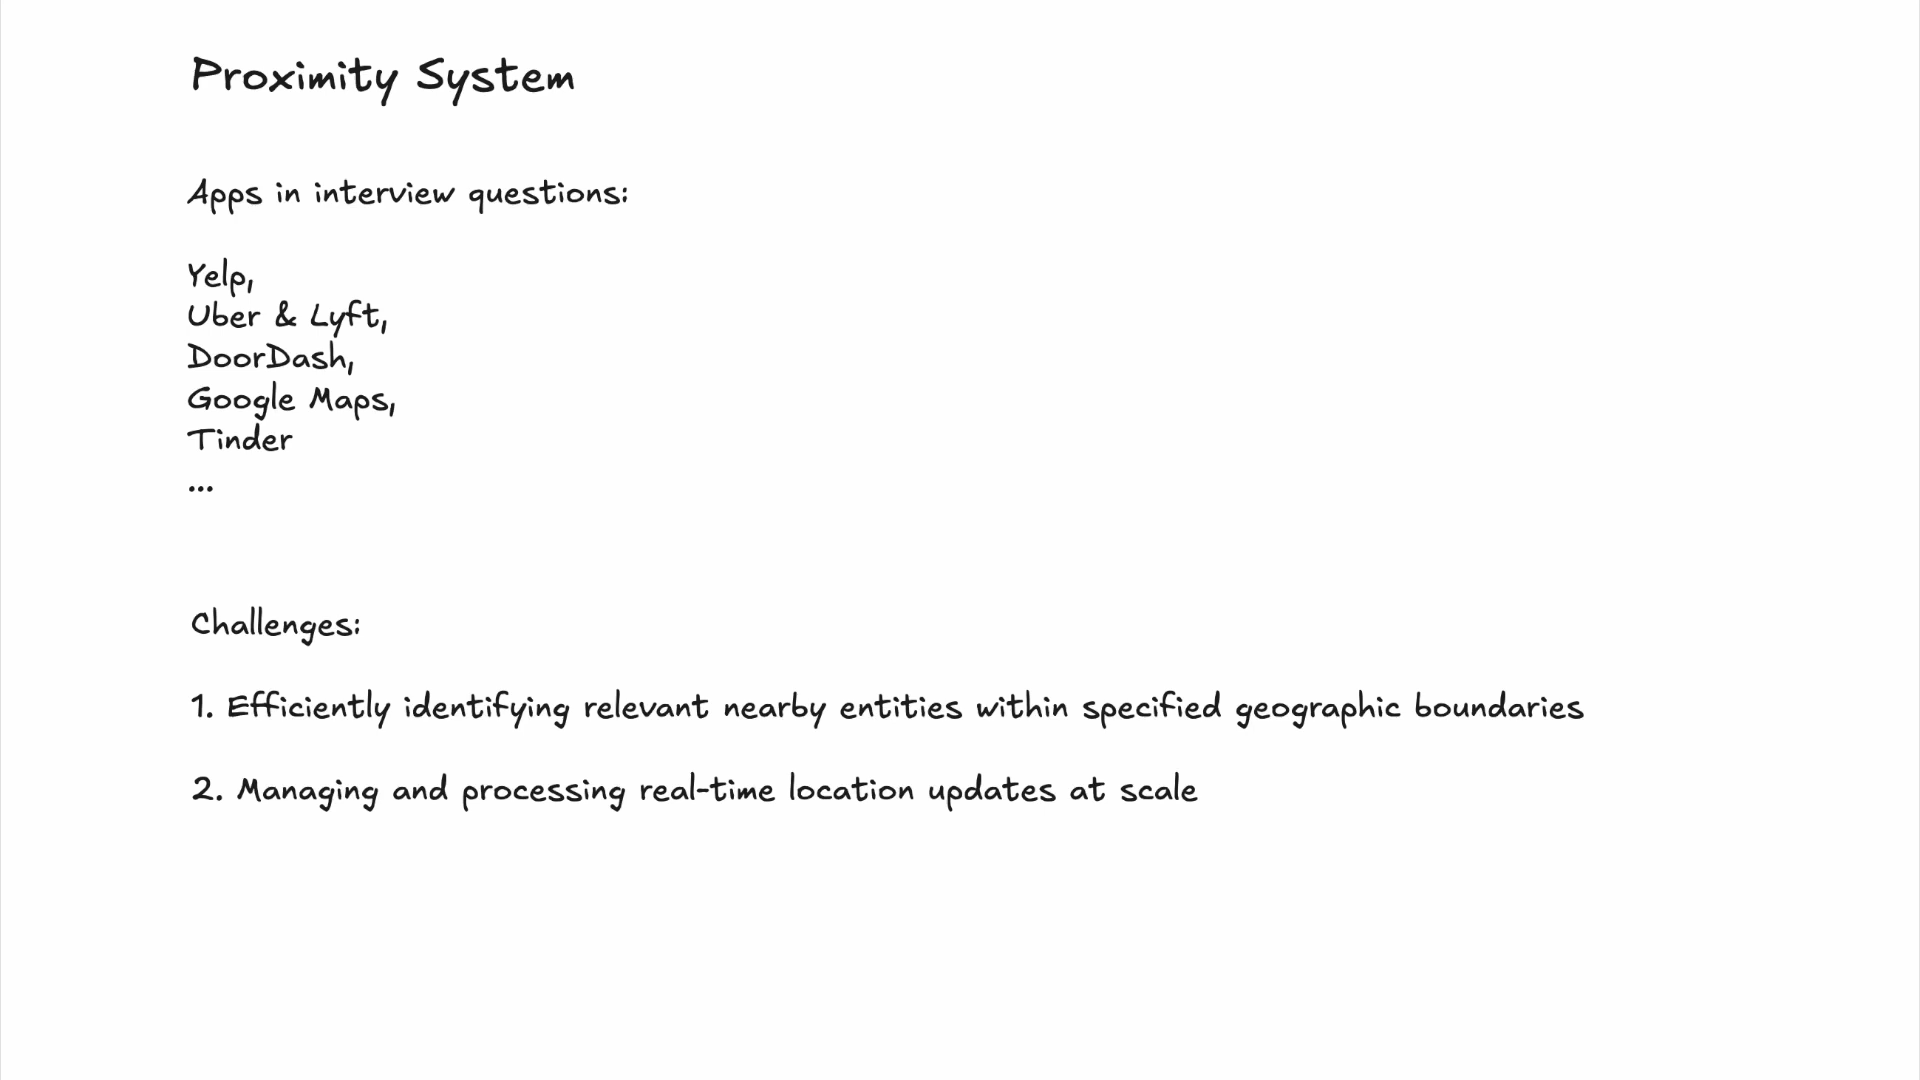 Proximity System
Apps in interview questions:
Yelp,
Uber & Lyft,
DoorDash,
Google Maps,
Tinder
...
Challenges:
1. Efficiently identifying relevant nearby entities within specified geographic boundaries
2. Managing and processing real-time location updates at scale